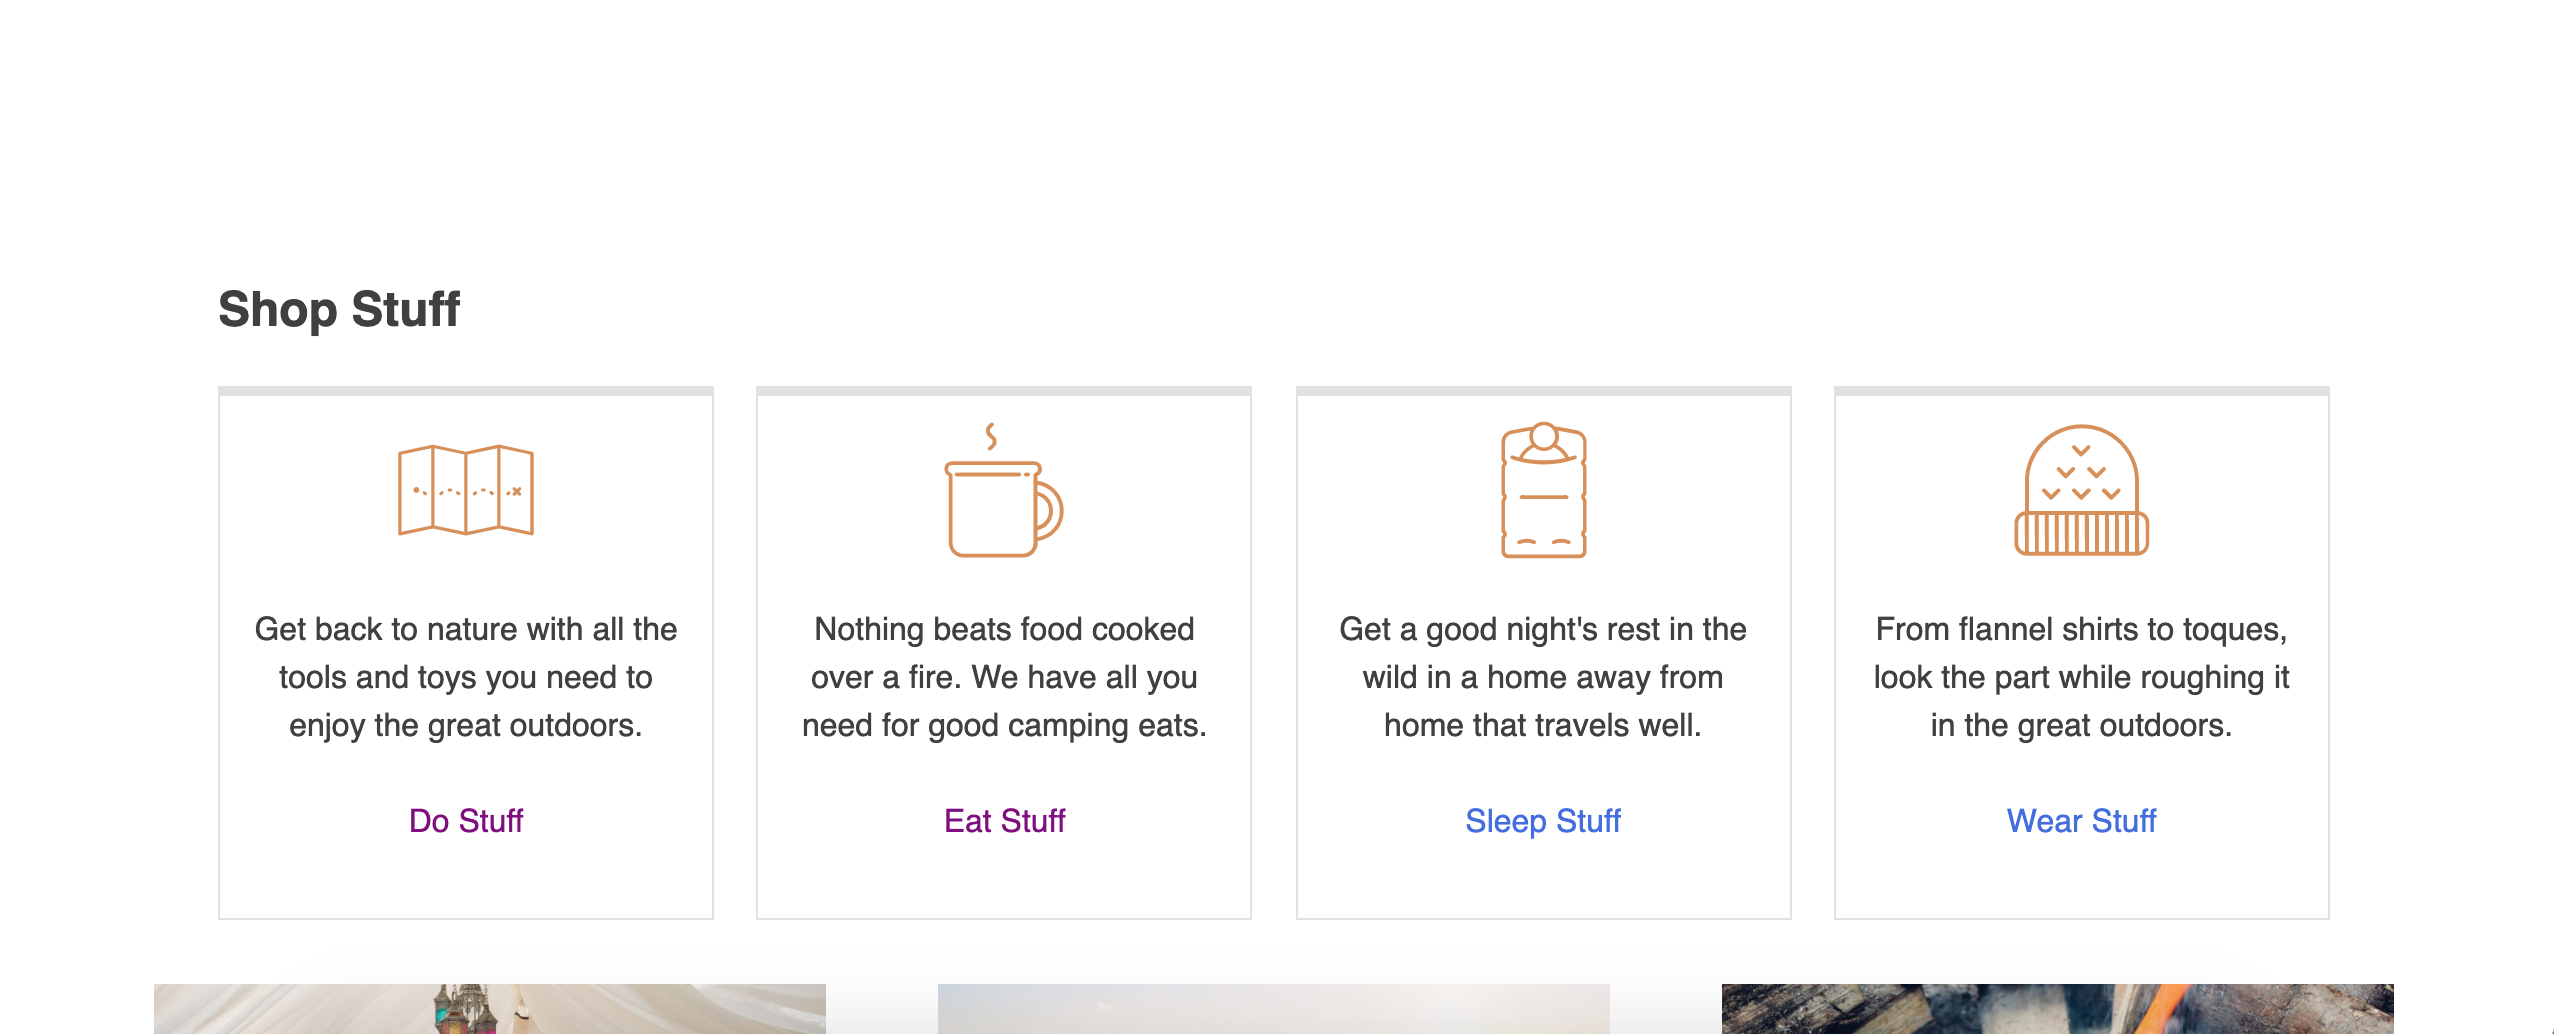 Shop Stuff
Get back to nature with all the
tools and toys you need to
enjoy the great outdoors.
Do Stuff
Nothing beats food cooked
over a fire. We have all you
need for good camping eats.
Eat Stuff
Get a good night's rest in the
wild in a home away from
home that travels well.
Sleep Stuff
From flannel shirts to toques,
look the part while roughing it
in the great outdoors.
Wear Stuff